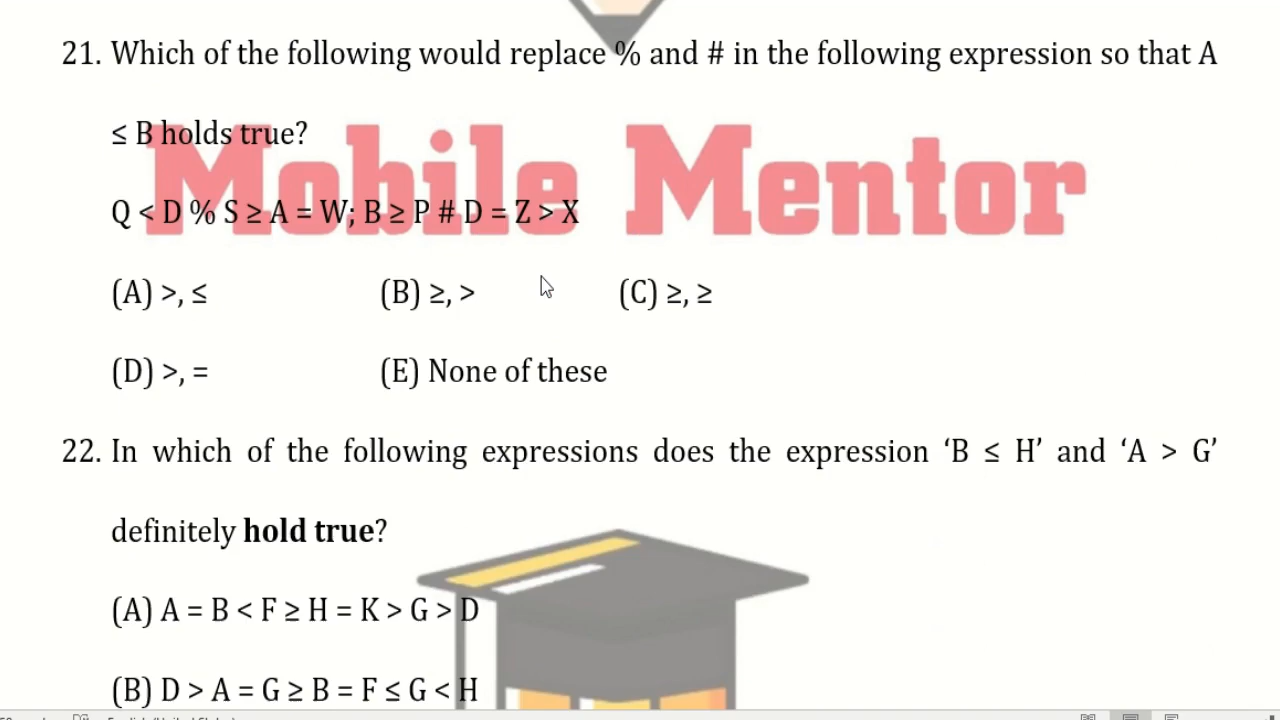 21. Which of the following would replace % and # in the following expression so that A
≤ B holds true?
Mobile Mentor
Q < D % S ≥ A = W; B ≥ P # D = Z > X
(A) >, ≤ (B) ≥, > (C) ≥, ≥
(D) >, = (E) None of these
22. In which of the following expressions does the expression ‘B ≤ H’ and ‘A > G’
definitely hold true?
(A) A = B < F ≥ H = K > G > D
(B) D > A = G ≥ B = F ≤ G < H